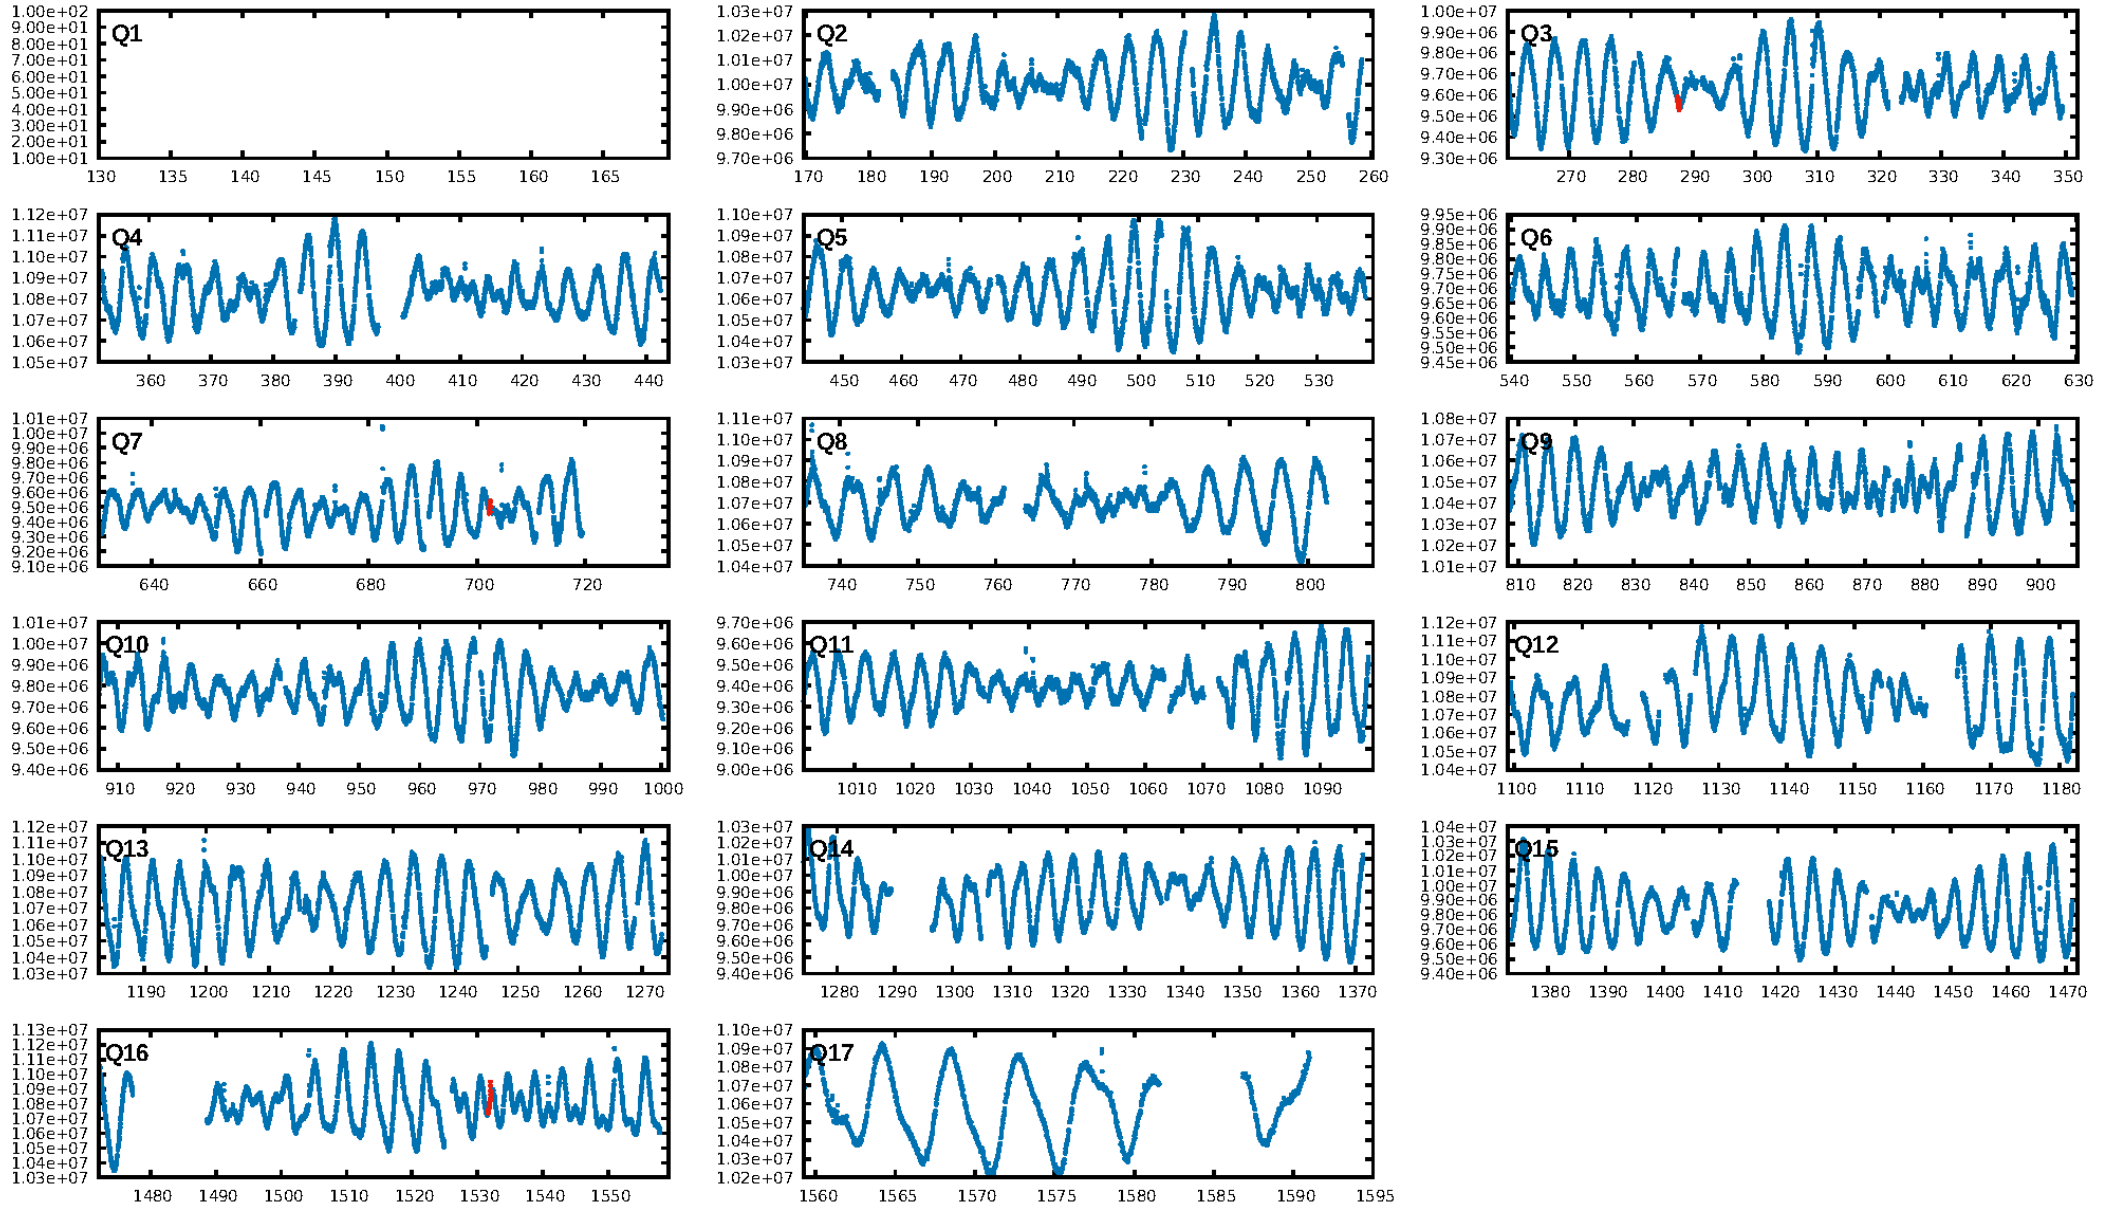 1.00e+02 9.00e+01 8.00e+01 7.00e+01 6.00e+01 5.00e+01 4.00e+01 3.00e+01 2.00e+01 1.00e+01
Q1
130 135 140 145 150 155 160 165
1.03e+07 1.02e+07 1.01e+07 1.00e+07 9.90e+06 9.80e+06 9.70e+06
Q2
170 180 190 200 210 220 230 240 250 260
1.00e+07 9.80e+06 9.70e+06 9.60e+06 9.50e+06 9.40e+06 9.30e+06
Q3
270 280 290 300 310 320 330 340 350
1.12e+07 1.11e+07 1.10e+07 1.09e+07 1.08e+07 1.07e+07 1.06e+07 1.05e+07
Q4
360 370 380 390 400 410 420 430 440
1.10e+07 1.09e+07 1.07e+07 1.06e+07 1.05e+07 1.04e+07 1.03e+07
Q5
450 460 470 480 490 500 510 520 530
9.95e+06 9.90e+06 9.85e+06 9.80e+06 9.75e+06 9.70e+06 9.65e+06 9.60e+06 9.55e+06 9.50e+06 9.45e+06
Q6
540 550 560 570 580 590 600 610 620 630
1.01e+07 1.00e+07 9.90e+06 9.80e+06 9.70e+06 9.60e+06 9.50e+06 9.40e+06 9.30e+06 9.20e+06 9.10e+06
Q7
640 660 680 700 720
1.11e+07 1.10e+07 1.09e+07 1.07e+07 1.06e+07 1.05e+07 1.04e+07
Q8
740 750 760 770 780 790 800
1.08e+07 1.07e+07 1.06e+07 1.05e+07 1.04e+07 1.03e+07 1.02e+07 1.01e+07
Q9
810 820 830 840 850 860 870 880 890 900
1.01e+07 1.00e+07 9.90e+06 9.80e+06 9.70e+06 9.60e+06 9.50e+06 9.40e+06
Q10
910 920 930 940 950 960 970 980 990 1000
9.70e+06 9.60e+06 9.50e+06 9.40e+06 9.30e+06 9.20e+06 9.10e+06 9.00e+06
Q11
1010 1020 1030 1040 1050 1060 1070 1080 1090
1.12e+07 1.11e+07 1.10e+07 1.09e+07 1.08e+07 1.07e+07 1.06e+07 1.05e+07 1.04e+07
Q12
1100 1110 1120 1130 1140 1150 1160 1170 1180
1.12e+07 1.11e+07 1.10e+07 1.09e+07 1.08e+07 1.07e+07 1.06e+07 1.05e+07 1.04e+07 1.03e+07
Q13
1190 1200 1210 1220 1230 1240 1250 1260 1270
1.03e+07 1.02e+07 1.01e+07 1.00e+07 9.90e+06 9.80e+06 9.70e+06 9.60e+06 9.50e+06 9.40e+06
Q14
1280 1290 1300 1310 1320 1330 1340 1350 1360 1370
1.04e+07 1.03e+07 1.02e+07 1.01e+07 1.00e+07 9.90e+06 9.80e+06 9.70e+06 9.60e+06 9.50e+06 9.40e+06
Q15
1380 1390 1400 1410 1420 1430 1440 1450 1460 1470
1.13e+07 1.12e+07 1.11e+07 1.10e+07 1.09e+07 1.08e+07 1.07e+07 1.06e+07 1.05e+07 1.04e+07 1.03e+07
Q16
1480 1490 1500 1510 1520 1530 1540 1550
1.10e+07 1.09e+07 1.07e+07 1.06e+07 1.05e+07 1.04e+07 1.03e+07 1.02e+07
Q17
1560 1565 1570 1575 1580 1585 1590 1595